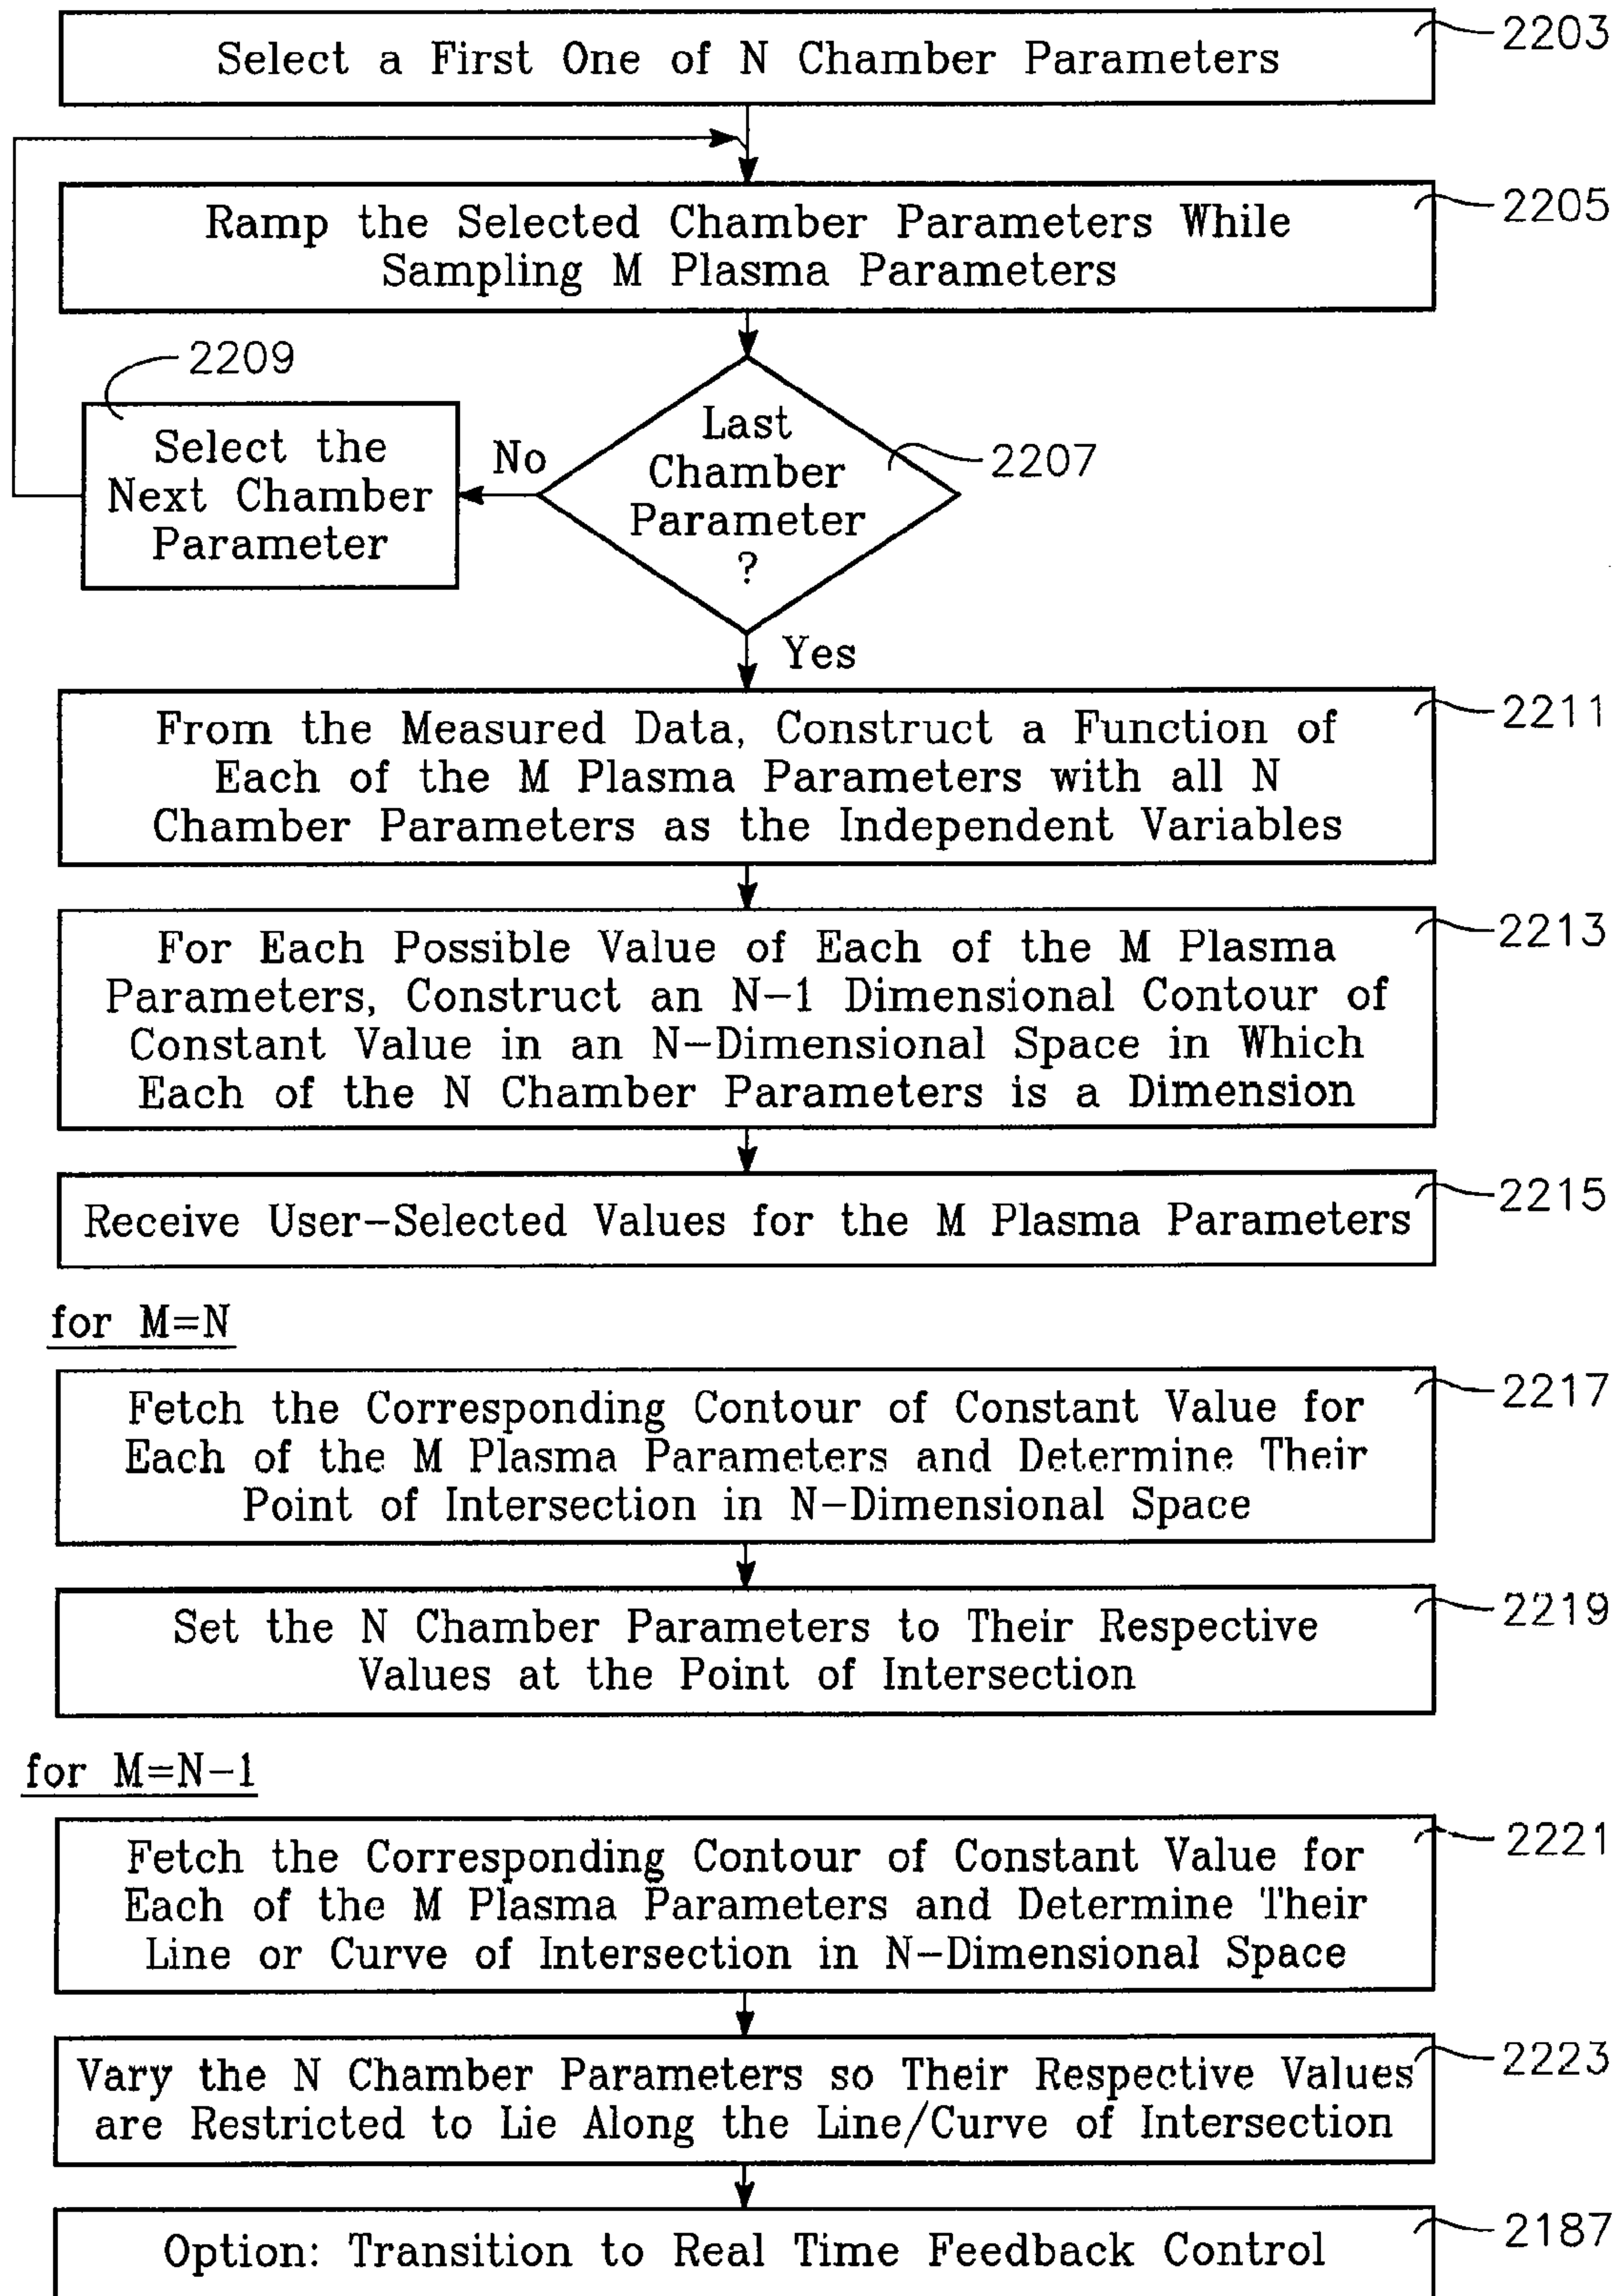 Select a First One of N Chamber Parameters
2203
Ramp the Selected Chamber Parameters While
Sampling M Plasma Parameters
2205
2209
Select the
Next Chamber
Parameter
No
Last
Chamber
Parameter
?
2207
Yes
From the Measured Data, Construct a Function of
Each of the M Plasma Parameters with all N
Chamber Parameters as the Independent Variables
2211
For Each Possible Value of Each of the M Plasma
Parameters, Construct an N-1 Dimensional Contour of
Constant Value in an N-Dimensional Space in Which
Each of the N Chamber Parameters is a Dimension
2213
Receive User-Selected Values for the M Plasma Parameters
2215
for M=N
Fetch the Corresponding Contour of Constant Value for
Each of the M Plasma Parameters and Determine Their
Point of Intersection in N-Dimensional Space
2217
Set the N Chamber Parameters to Their Respective
Values at the Point of Intersection
2219
for M=N-1
Fetch the Corresponding Contour of Constant Value for
Each of the M Plasma Parameters and Determine Their
Line or Curve of Intersection in N-Dimensional Space
2221
Vary the N Chamber Parameters so Their Respective Values
are Restricted to Lie Along the Line/Curve of Intersection
2223
Option: Transition to Real Time Feedback Control
2187